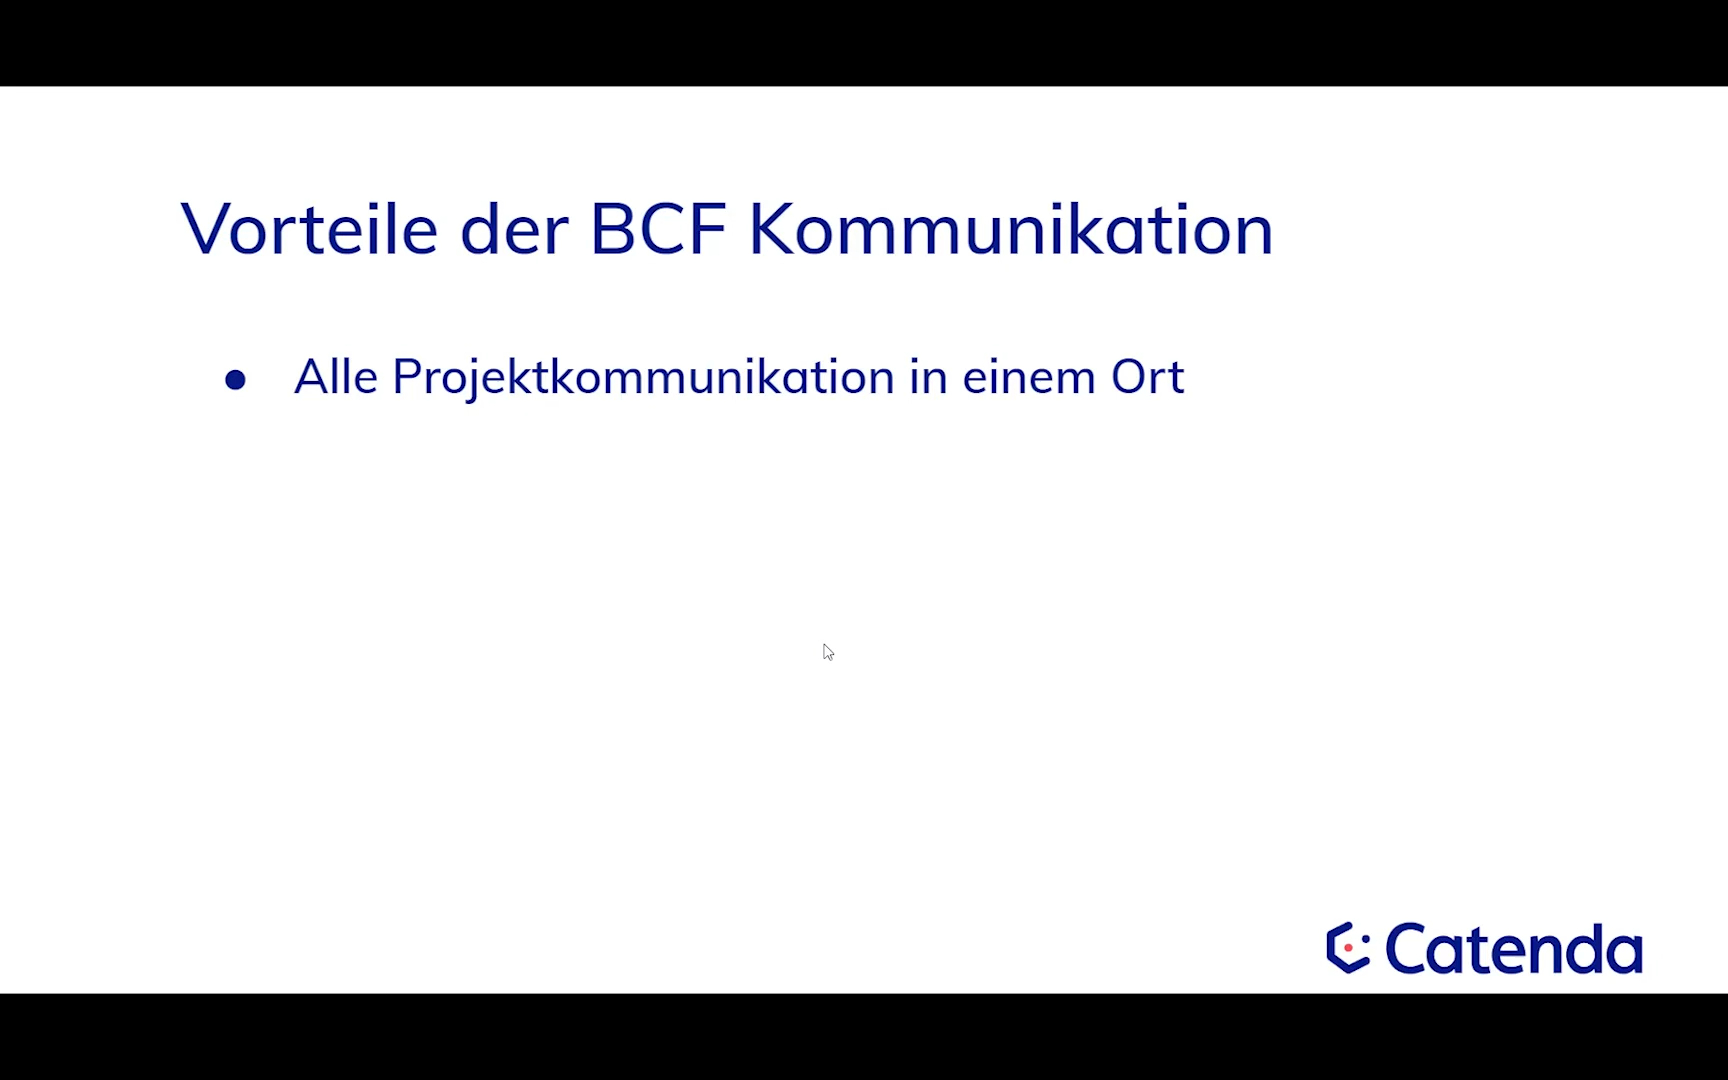 Vorteile der BCF Kommunikation
● Alle Projektkommunikation in einem Ort
Catenda